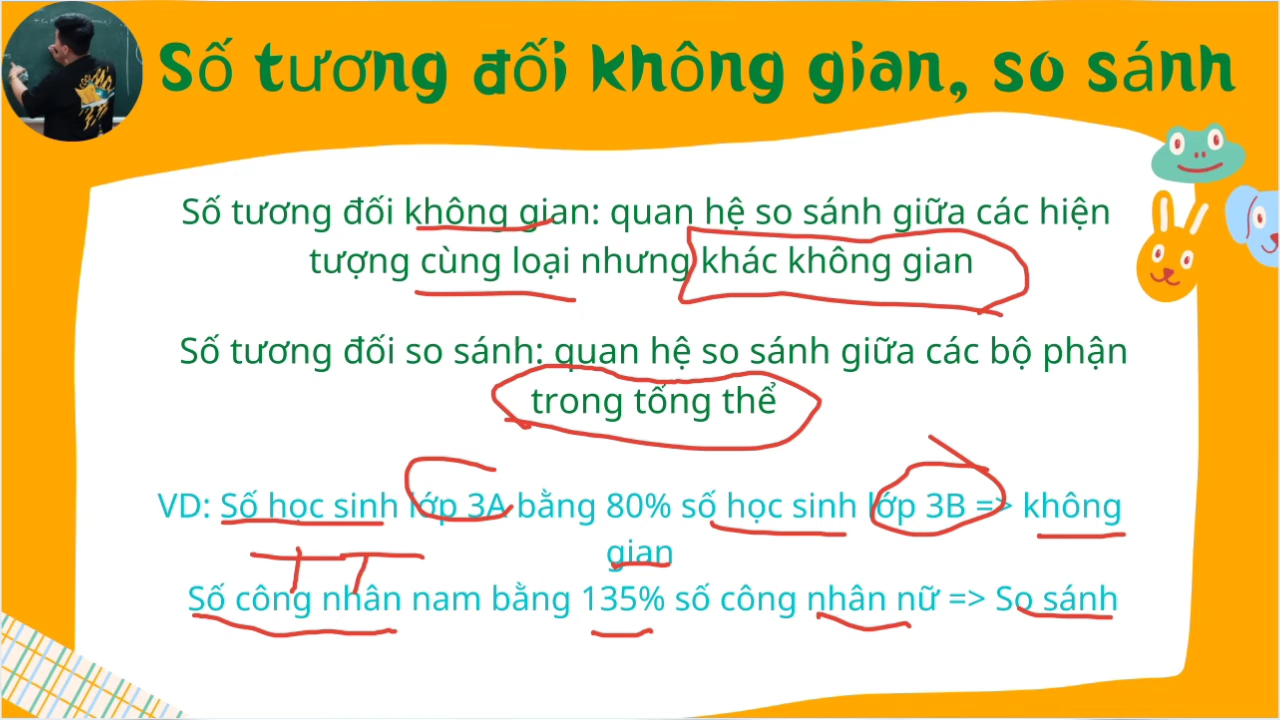 Số tương đối không gian, so sánh
Số tương đối không gian: quan hệ so sánh giữa các hiện
tượng cùng loại nhưng khác không gian
Số tương đối so sánh: quan hệ so sánh giữa các bộ phận
trong tổng thể
VD: Số học sinh lớp 3A bằng 80% số học sinh lớp 3B => không
gian
Số công nhân nam bằng 135% số công nhân nữ => So sánh